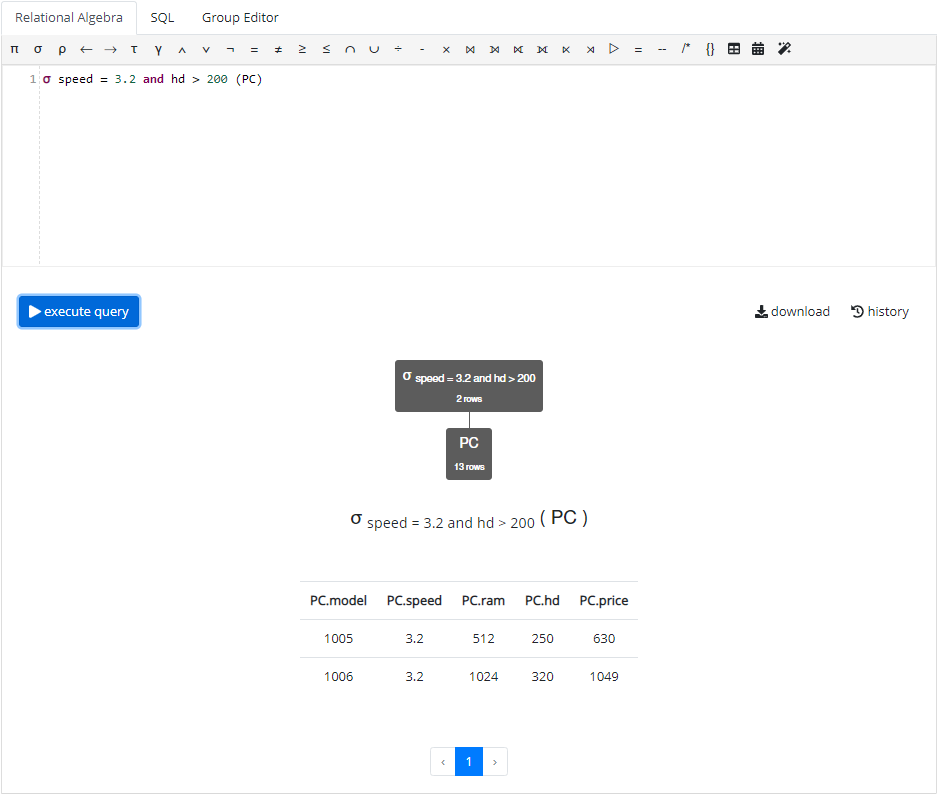 Relational Algebra SQL Group Editor
π σ ρ ← → τ γ ∧ ∨ ¬ = ≠ ≥ ≤ ∩ ∪ ÷ - × ⋈ ⟕ ⟖ ⟗ ⋉ ⋊ ▷ = -- /* {}
1 σ speed = 3.2 and hd > 200 (PC)
execute query download history
σ speed = 3.2 and hd > 200
2 rows
PC
13 rows
σ speed = 3.2 and hd > 200 ( PC )
PC.model PC.speed PC.ram PC.hd PC.price
1005 3.2 512 250 630
1006 3.2 1024 320 1049
‹ 1 ›